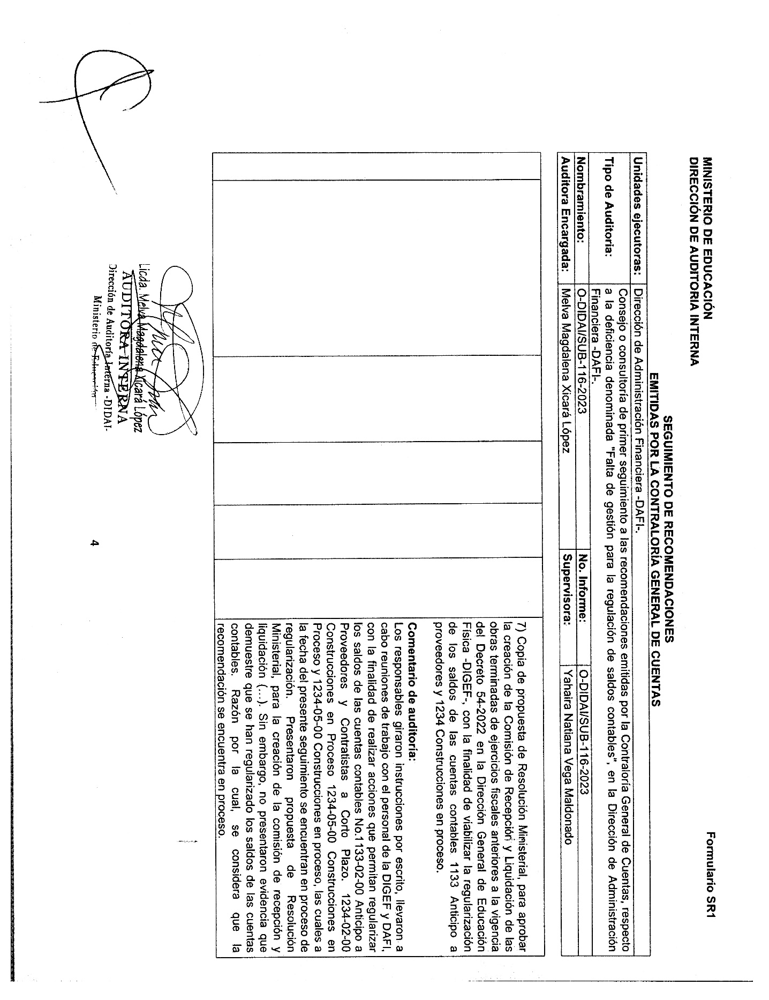 MINISTERIO DE EDUCACIÓN
DIRECCIÓN DE AUDITORIA INTERNA
Formulario SR1
SEGUIMIENTO DE RECOMENDACIONES
EMITIDAS POR LA CONTRALORÍA GENERAL DE CUENTAS
Unidades ejecutoras: Dirección de Administración Financiera -DAFI-.
Tipo de Auditoria:
Consejo o consultoría de primer seguimiento a las recomendaciones emitidas por la Contraloría General de Cuentas, respecto
a la deficiencia denominada "Falta de gestión para la regulación de saldos contables", en la Dirección de Administración
Financiera -DAFI-.
Nombramiento: O-DIDAI/SUB-116-2023 No. Informe: O-DIDAI/SUB-116-2023
Auditora Encargada: Melva Magdalena Xicará López Supervisora: Yahaira Natiana Vega Maldonado
7) Copia de propuesta de Resolución Ministerial, para aprobar
la creación de la Comisión de Recepción y Liquidación de las
obras terminadas de ejercicios fiscales anteriores a la vigencia
del Decreto 54-2022 en la Dirección General de Educación
Física -DIGEF-, con la finalidad de viabilizar la regularización
de los saldos de las cuentas contables 1133 Anticipo a
proveedores y 1234 Construcciones en proceso.
Comentario de auditoría:
Los responsables giraron instrucciones por escrito, llevaron a
cabo reuniones de trabajo con el personal de la DIGEF y DAFI,
con la finalidad de realizar acciones que permitan regularizar
los saldos de las cuentas contables No.1133-02-00 Anticipo a
Proveedores y Contratistas a Corto Plazo. 1234-02-00
Construcciones en Proceso 1234-05-00 Construcciones en
Proceso y 1234-05-00 Construcciones en proceso, las cuales a
la fecha del presente seguimiento se encuentran en proceso de
regularización. Presentaron propuesta de Resolución
Ministerial, para la creación de la comisión de recepción y
liquidación (...). Sin embargo, no presentaron evidencia que
demuestre que se han regularizado los saldos de las cuentas
contables. Razón por la cual, se considera que la
recomendación se encuentra en proceso.
Licda. Melva Magdalena Xicará López
AUDITORA INTERNA
Dirección de Auditoría Interna -DIDAI-
Ministerio de Educación
4